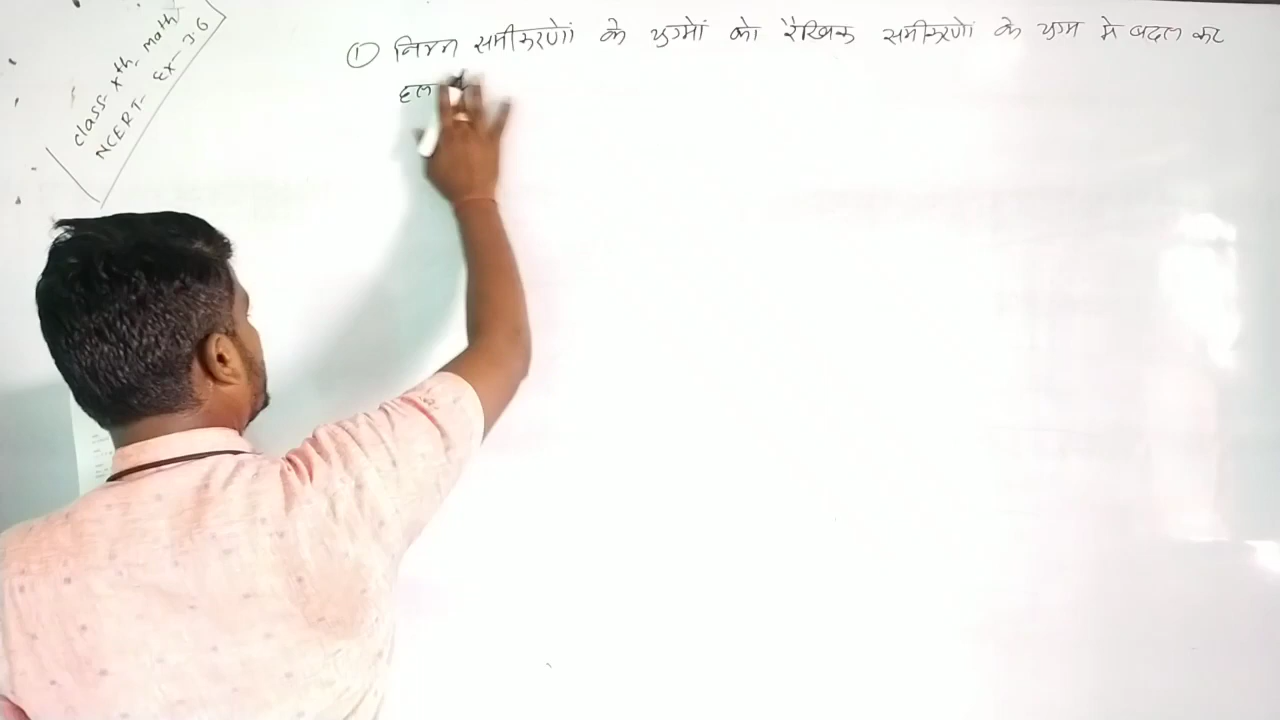 class- xth- math
NCERT- Ex- 3.6
① निम्न समीकरणों के युग्मों को रैखिक समीकरणों के युग्म में बदल कर
हल